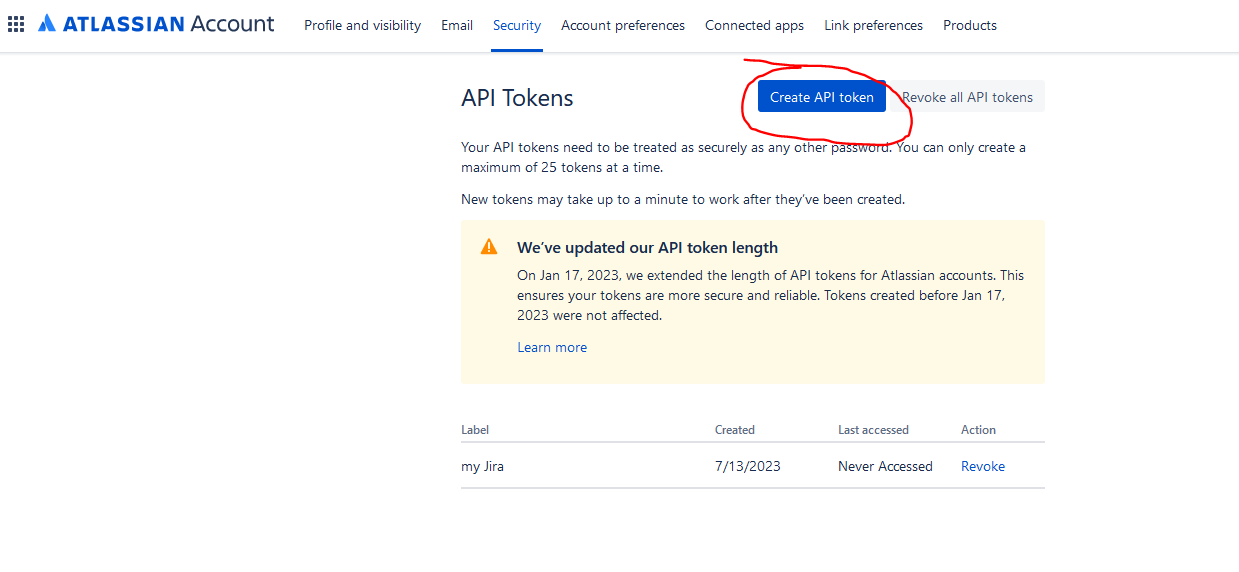 ATLASSIAN Account Profile and visibility Email Security Account preferences Connected apps Link preferences Products
API Tokens Create API token Revoke all API tokens
Your API tokens need to be treated as securely as any other password. You can only create a
maximum of 25 tokens at a time.
New tokens may take up to a minute to work after they’ve been created.
We’ve updated our API token length
On Jan 17, 2023, we extended the length of API tokens for Atlassian accounts. This
ensures your tokens are more secure and reliable. Tokens created before Jan 17,
2023 were not affected.
Learn more
Label Created Last accessed Action
my Jira 7/13/2023 Never Accessed Revoke